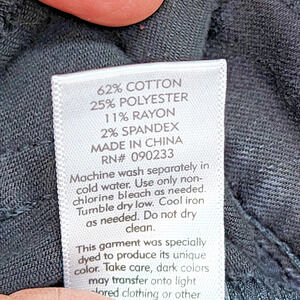 62% COTTON
25% POLYESTER
11% RAYON
2% SPANDEX
MADE IN CHINA
RN# 090233
Machine wash separately in
cold water. Use only non-
chlorine bleach as needed.
Tumble dry low. Cool iron
as needed. Do not dry
clean.
This garment was specially
dyed to produce its unique
color. Take care, dark colors
may transfer onto light
clothing or other